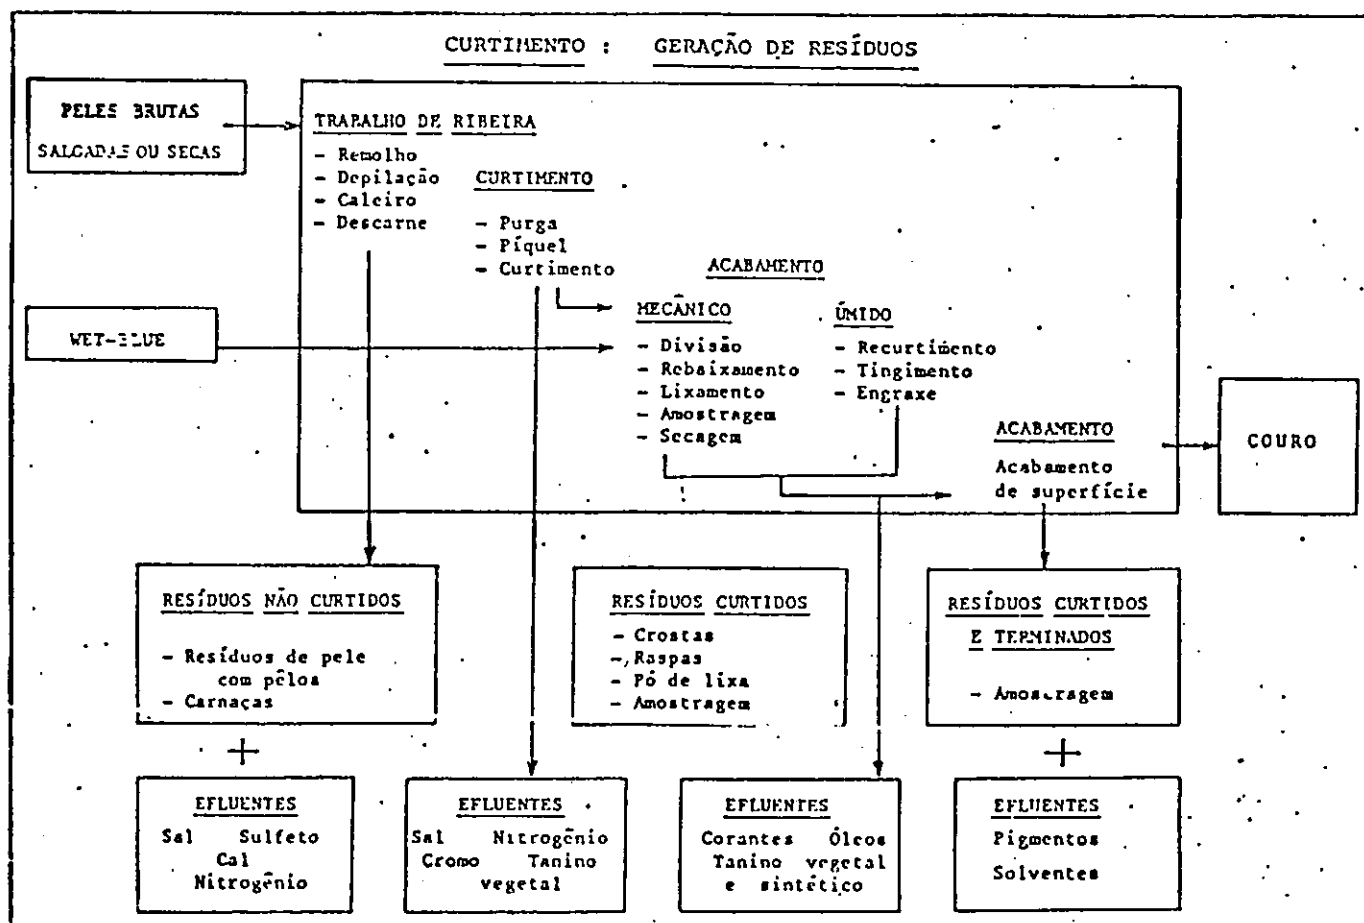 CURTIMENTO : GERAÇÃO DE RESÍDUOS
PELES BRUTAS
SALGADAS OU SECAS
TRABALHO DE RIBEIRA
- Remolho
- Depilação
- Caleiro
- Descarne
CURTIMENTO
- Purga
- Píquel
- Curtimento
WET-BLUE
ACABAMENTO
MECÂNICO
- Divisão
- Rebaixamento
- Lixamento
- Amostragem
- Secagem
ÚMIDO
- Recurtimento
- Tingimento
- Engraxe
ACABAMENTO
Acabamento
de superfície
COURO
RESÍDUOS NÃO CURTIDOS
- Resíduos de pele
com pêlos
- Carnaças
+
EFLUENTES
Sal Sulfeto
Cal
Nitrogênio
EFLUENTES
Sal Nitrogênio
Cromo Tanino
vegetal
RESÍDUOS CURTIDOS
- Crostas
- Raspas
- Pó de lixa
- Amostragem
EFLUENTES
Corantes Óleos
Tanino vegetal
e sintético
RESÍDUOS CURTIDOS
E TERMINADOS
- Amostragem
+
EFLUENTES
Pigmentos
Solventes